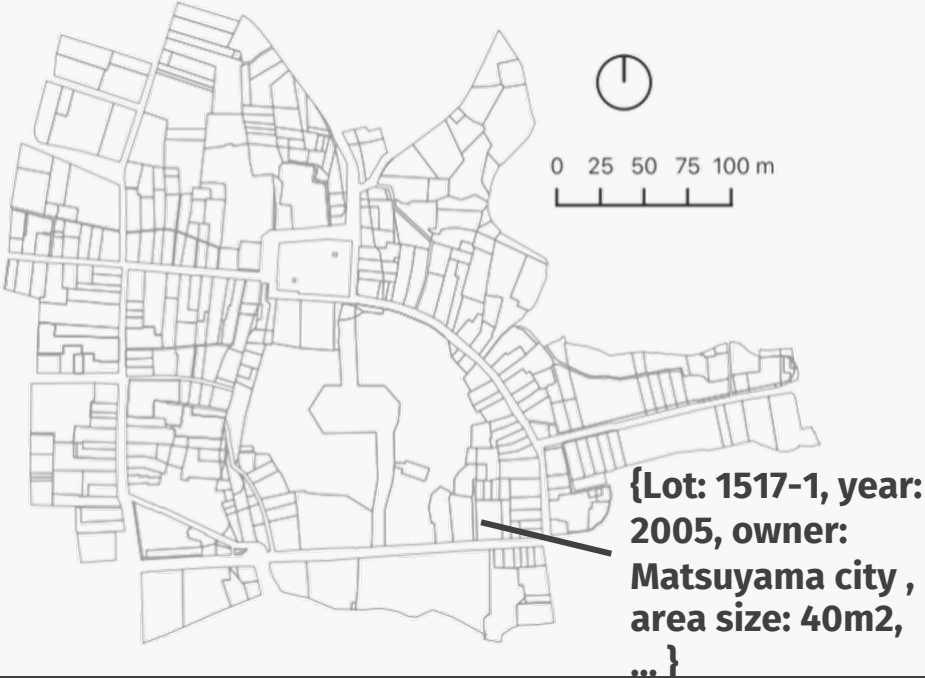 0 25 50 75 100 m
{Lot: 1517-1, year:
2005, owner:
Matsuyama city ,
area size: 40m2,
... }